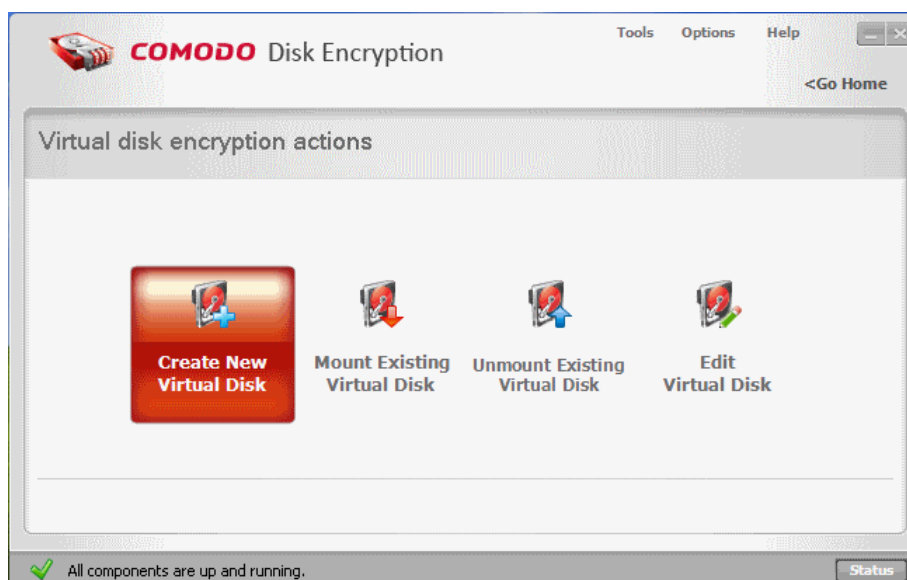 COMODO Disk Encryption
Tools Options Help
<Go Home
Virtual disk encryption actions
Create New
Virtual Disk
Mount Existing
Virtual Disk
Unmount Existing
Virtual Disk
Edit
Virtual Disk
All components are up and running.
Status